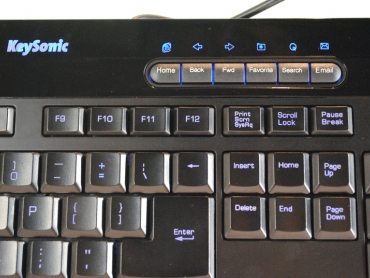 KeySonic
Home Back Fwd Favorite Search Email
F9 F10 F11 F12 Print Scrn SysRq Scroll Lock Pause Break
) 0 _ - + = | \ ← Insert Home Page Up
P { [ } ] Enter Delete End Page Down
: ; " '